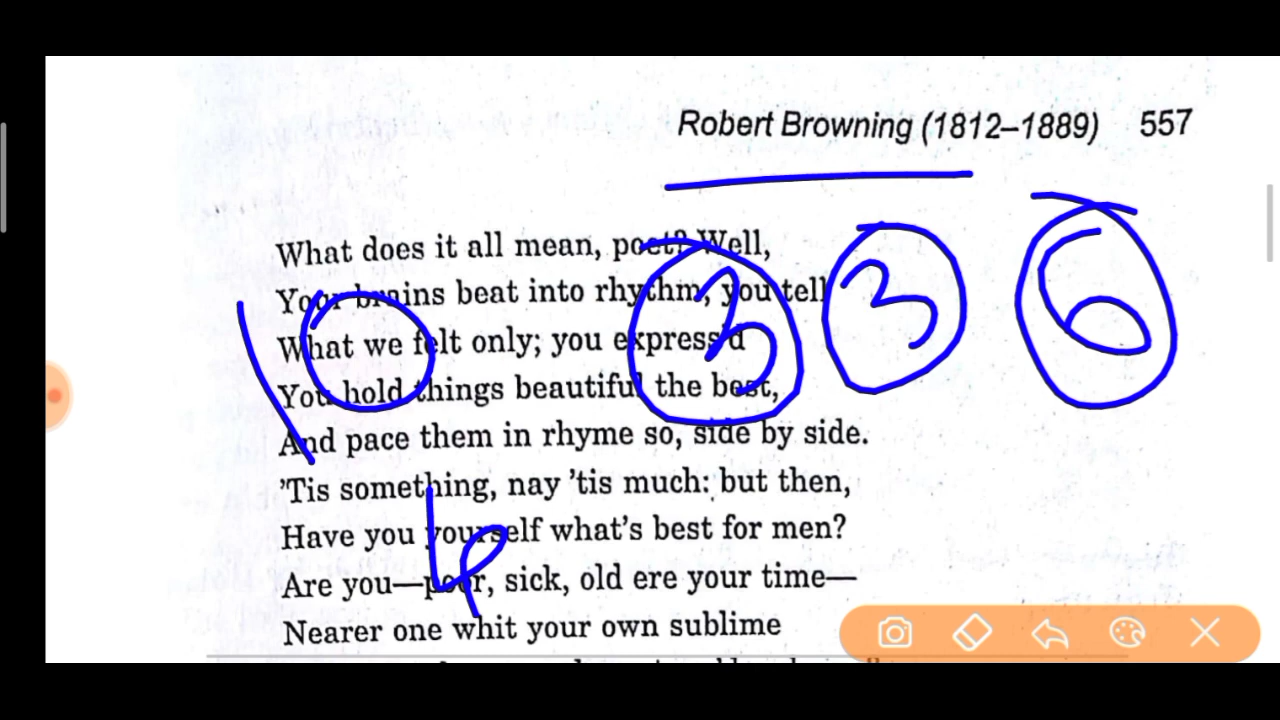 Robert Browning (1812–1889) 557
What does it all mean, poet? Well,
Your brains beat into rhythm, you tell
What we felt only; you express'd
You hold things beautiful the best,
And pace them in rhyme so, side by side.
'Tis something, nay 'tis much: but then,
Have you yourself what's best for men?
Are you—poor, sick, old ere your time—
Nearer one whit your own sublime
3
3
6